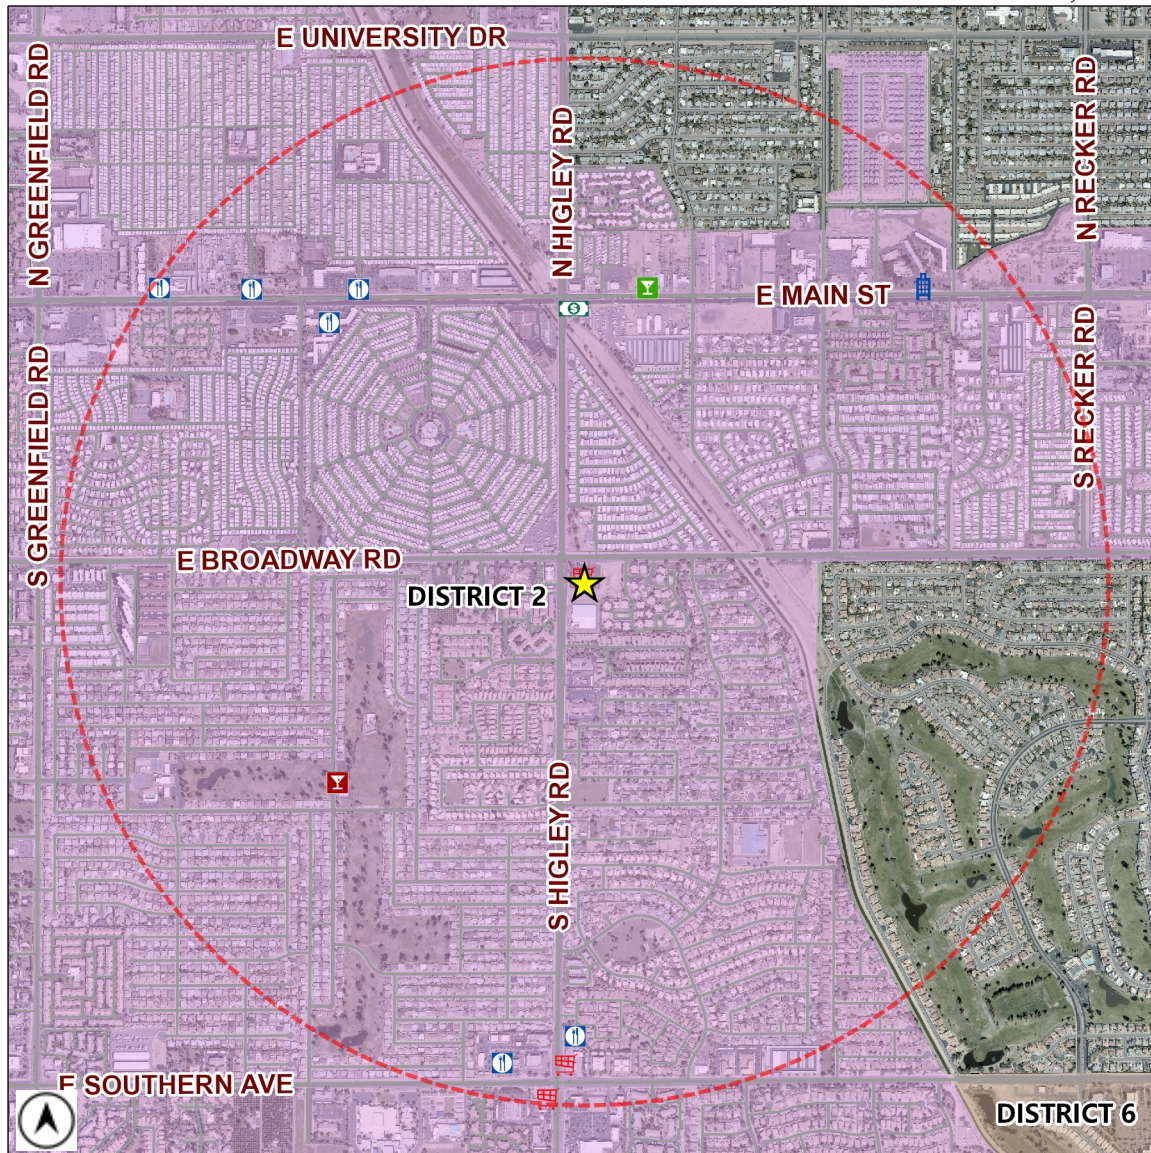 E UNIVERSITY DR
N GREENFIELD RD
N HIGLEY RD
N RECKER RD
E MAIN ST
$
S GREENFIELD RD
S RECKER RD
E BROADWAY RD
DISTRICT 2
S HIGLEY RD
E SOUTHERN AVE
DISTRICT 6